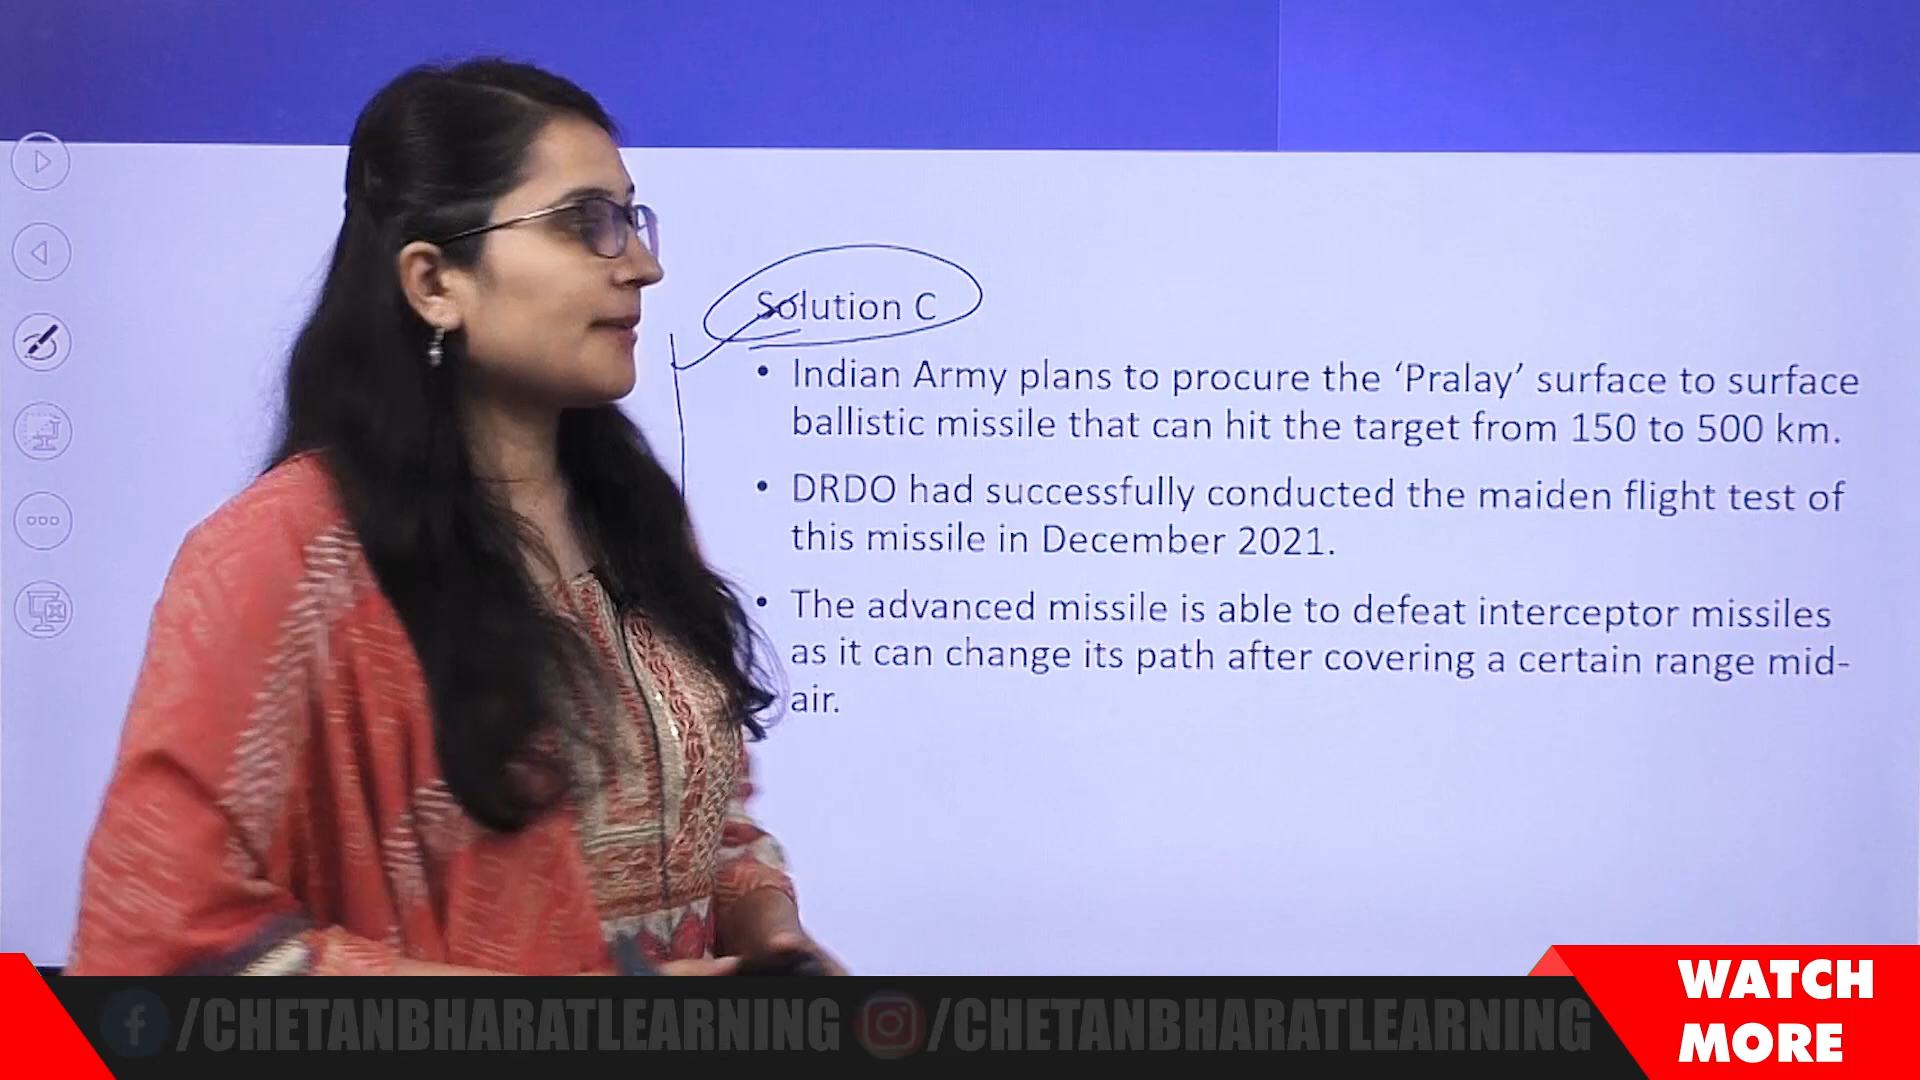 Solution C
• Indian Army plans to procure the ‘Pralay’ surface to surface
ballistic missile that can hit the target from 150 to 500 km.
• DRDO had successfully conducted the maiden flight test of
this missile in December 2021.
• The advanced missile is able to defeat interceptor missiles
as it can change its path after covering a certain range mid-
air.
/CHETANBHARATLEARNING /CHETANBHARATLEARNING
WATCH
MORE